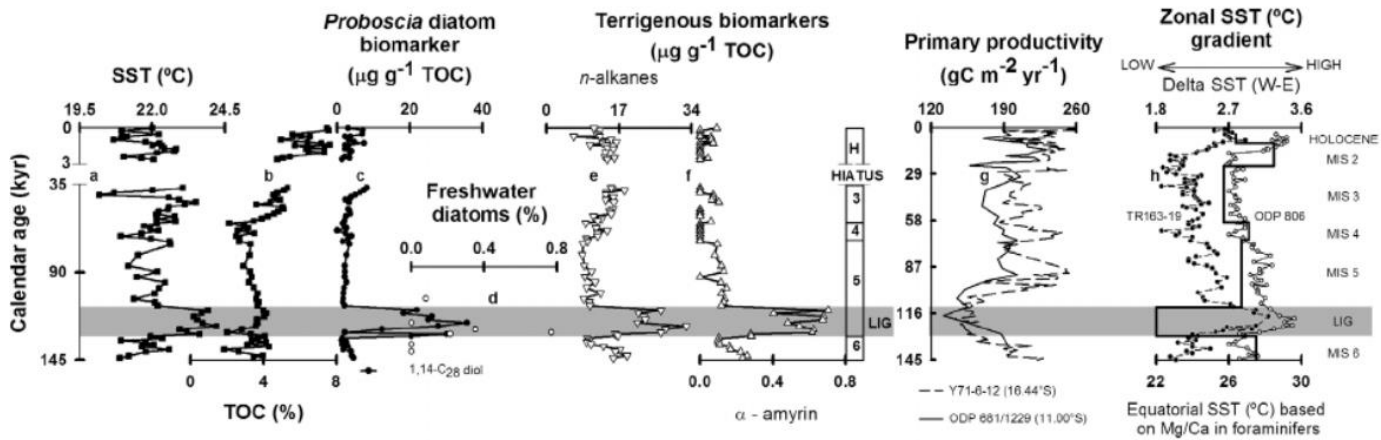 SST (ºC)
19.5 22.0 24.5
Proboscia diatom
biomarker
(µg g-1 TOC)
0 20 40
Terrigenous biomarkers
(µg g-1 TOC)
n-alkanes
0 17 34
Primary productivity
(gC m-2 yr-1)
120 190 260
Zonal SST (ºC)
gradient
LOW HIGH
Delta SST (W-E)
1.8 2.7 3.6
Calendar age (kyr)
0
3
35
90
145
a b c
Freshwater
diatoms (%)
0.0 0.4 0.8
d
e f
H
HIATUS
3
4
5
LIG
6
0
29
58
87
116
145
g
h
TR163-19
ODP 806
HOLOCENE
MIS 2
MIS 3
MIS 4
MIS 5
LIG
MIS 6
0 4 8
TOC (%)
1,14-C28 diol
0.0 0.4 0.8
α - amyrin
Y71-6-12 (16.44°S)
ODP 681/1229 (11.00°S)
22 26 30
Equatorial SST (ºC) based
on Mg/Ca in foraminifers